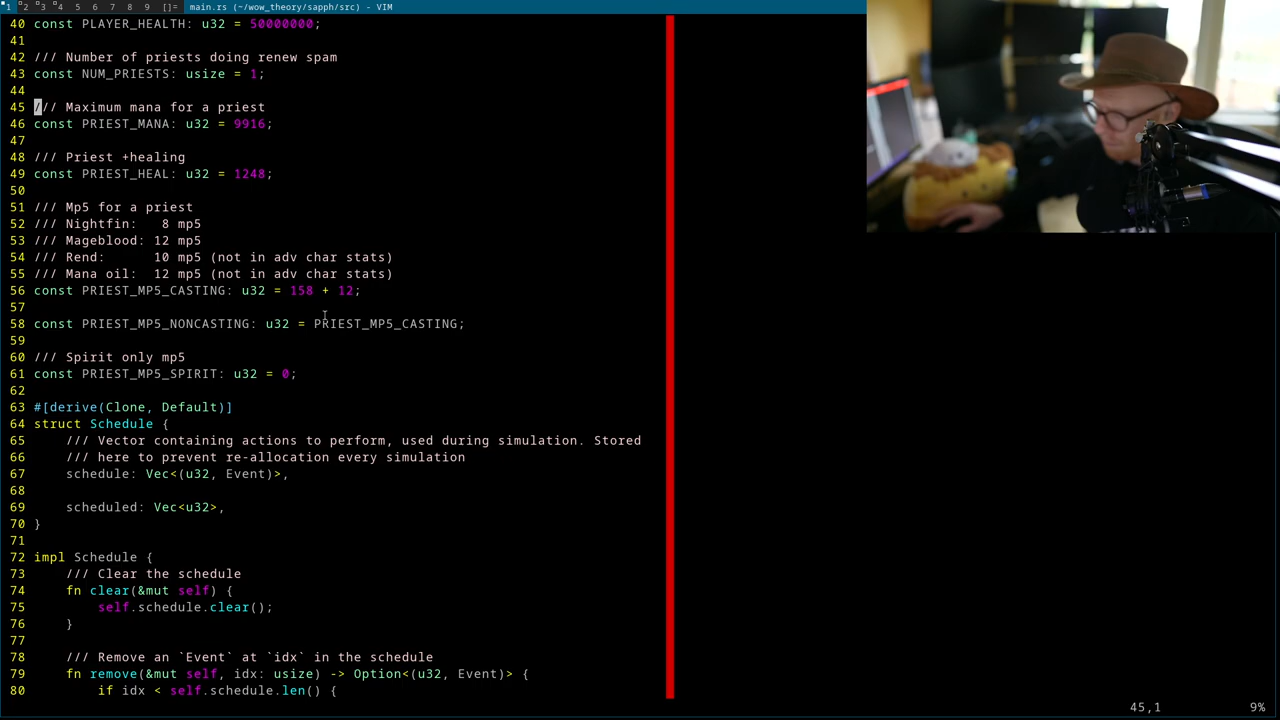 1 2 3 4 5 6 7 8 9 []= main.rs (~/wow_theory/sapph/src) - VIM
40 const PLAYER_HEALTH: u32 = 50000000;
41
42 /// Number of priests doing renew spam
43 const NUM_PRIESTS: usize = 1;
44
45 /// Maximum mana for a priest
46 const PRIEST_MANA: u32 = 9916;
47
48 /// Priest +healing
49 const PRIEST_HEAL: u32 = 1248;
50
51 /// Mp5 for a priest
52 /// Nightfin:   8 mp5
53 /// Mageblood: 12 mp5
54 /// Rend:      10 mp5 (not in adv char stats)
55 /// Mana oil:  12 mp5 (not in adv char stats)
56 const PRIEST_MP5_CASTING: u32 = 158 + 12;
57
58 const PRIEST_MP5_NONCASTING: u32 = PRIEST_MP5_CASTING;
59
60 /// Spirit only mp5
61 const PRIEST_MP5_SPIRIT: u32 = 0;
62
63 #[derive(Clone, Default)]
64 struct Schedule {
65     /// Vector containing actions to perform, used during simulation. Stored
66     /// here to prevent re-allocation every simulation
67     schedule: Vec<(u32, Event)>,
68
69     scheduled: Vec<u32>,
70 }
71
72 impl Schedule {
73     /// Clear the schedule
74     fn clear(&mut self) {
75         self.schedule.clear();
76     }
77
78     /// Remove an `Event` at `idx` in the schedule
79     fn remove(&mut self, idx: usize) -> Option<(u32, Event)> {
80         if idx < self.schedule.len() {
45,1 9%